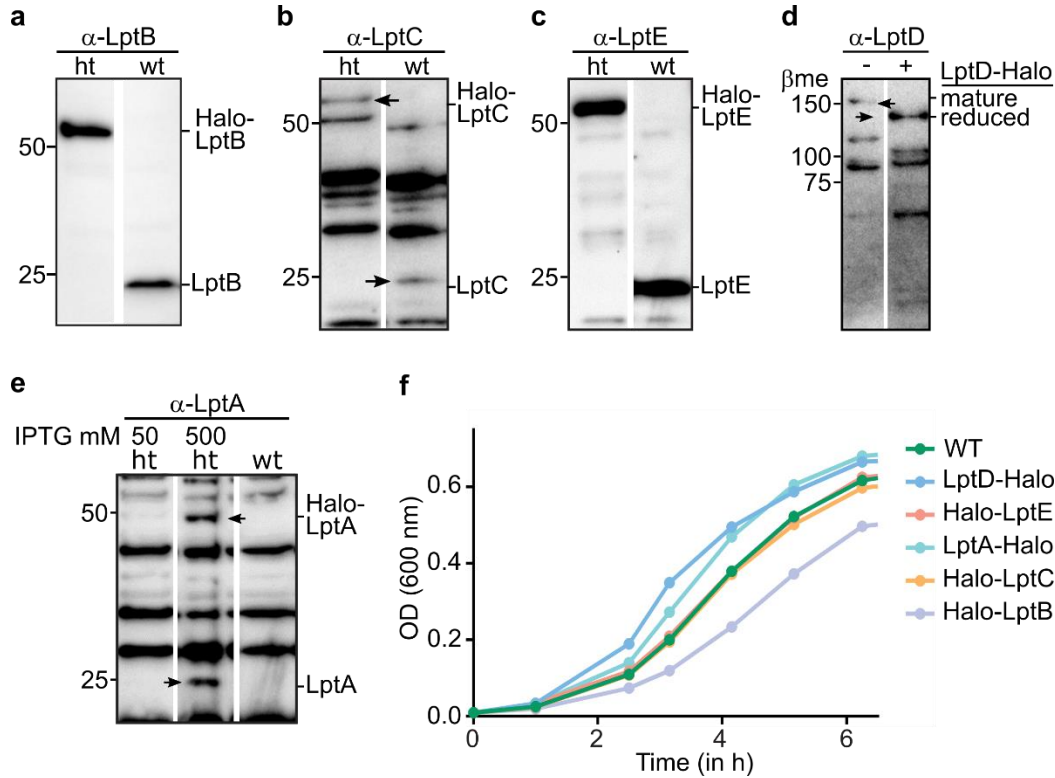 a
α-LptB
ht wt
50
25
Halo-
LptB
LptB
b
α-LptC
ht wt
50
25
Halo-
LptC
LptC
c
α-LptE
ht wt
50
25
Halo-
LptE
LptE
d
α-LptD
βme - + LptD-Halo
150
100
75
mature
reduced
e
α-LptA
IPTG mM 50 500
ht ht wt
50
25
Halo-
LptA
LptA
f
OD (600 nm)
0.6
0.4
0.2
0.0
0 2 4 6
Time (in h)
WT
LptD-Halo
Halo-LptE
LptA-Halo
Halo-LptC
Halo-LptB